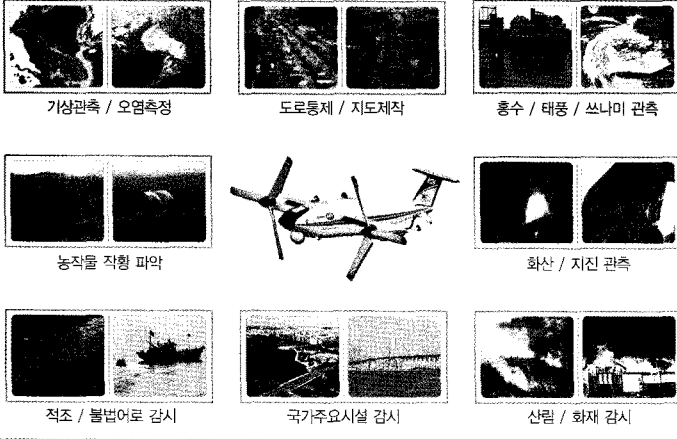 기상관측 / 오염측정
도로통제 / 지도제작
홍수 / 태풍 / 쓰나미 관측
농작물 작황 파악
화산 / 지진 관측
적조 / 불법어로 감시
국가주요시설 감시
산림 / 화재 감시